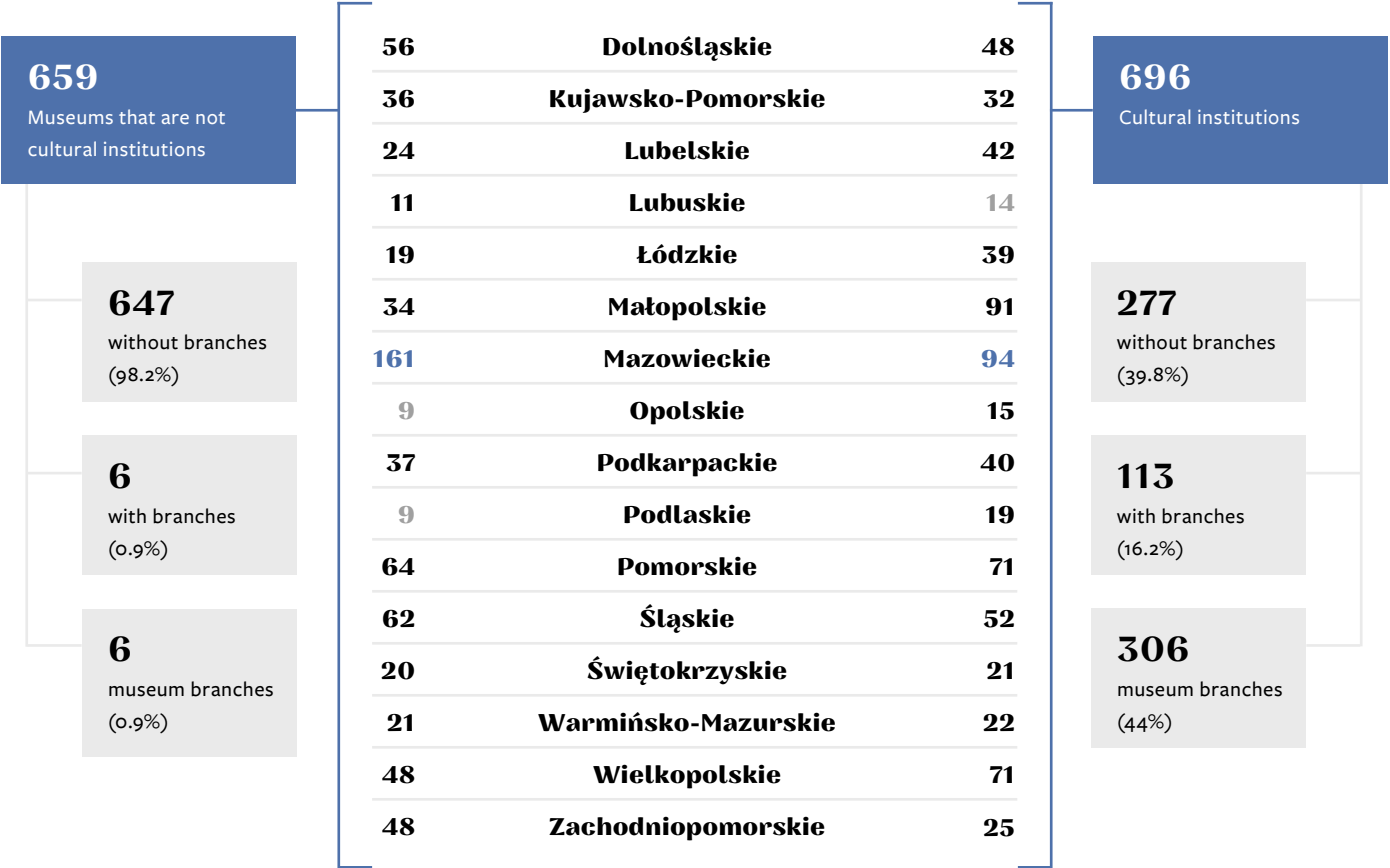 659
Museums that are not
cultural institutions
647
without branches
(98.2%)
6
with branches
(0.9%)
6
museum branches
(0.9%)
56 Dolnośląskie 48
36 Kujawsko-Pomorskie 32
24 Lubelskie 42
11 Lubuskie 14
19 Łódzkie 39
34 Małopolskie 91
161 Mazowieckie 94
9 Opolskie 15
37 Podkarpackie 40
9 Podlaskie 19
64 Pomorskie 71
62 Śląskie 52
20 Świętokrzyskie 21
21 Warmińsko-Mazurskie 22
48 Wielkopolskie 71
48 Zachodniopomorskie 25
696
Cultural institutions
277
without branches
(39.8%)
113
with branches
(16.2%)
306
museum branches
(44%)